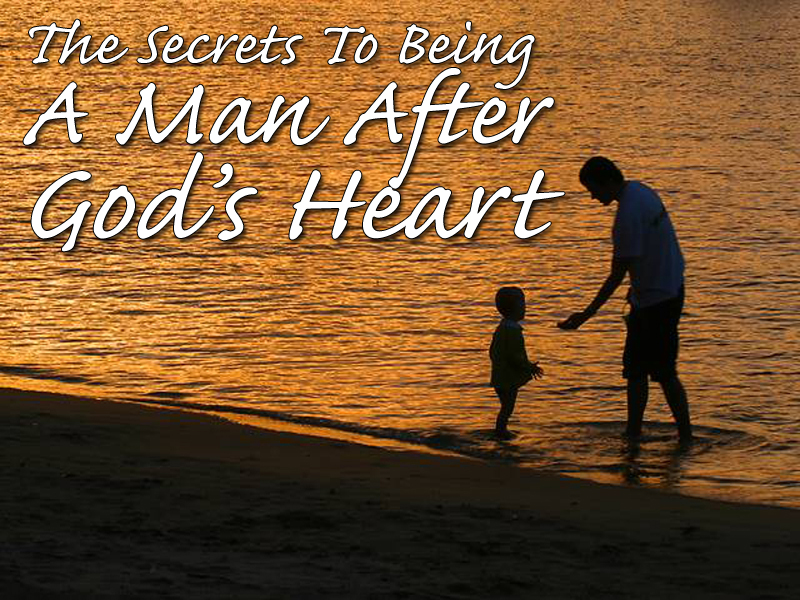 The Secrets To Being
A Man After
God's Heart